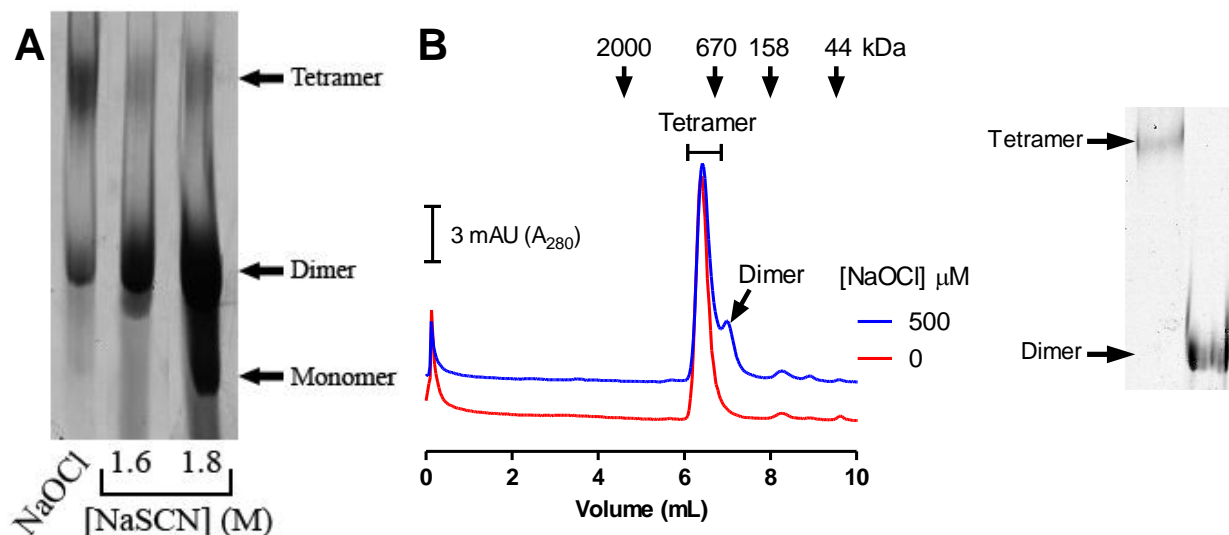 A
Tetramer
Dimer
Monomer
NaOCl
1.6 1.8
[NaSCN] (M)
B
2000 670 158 44 kDa
Tetramer
3 mAU (A280)
Dimer
[NaOCl] μM
500
0
0 2 4 6 8 10
Volume (mL)
Tetramer
Dimer